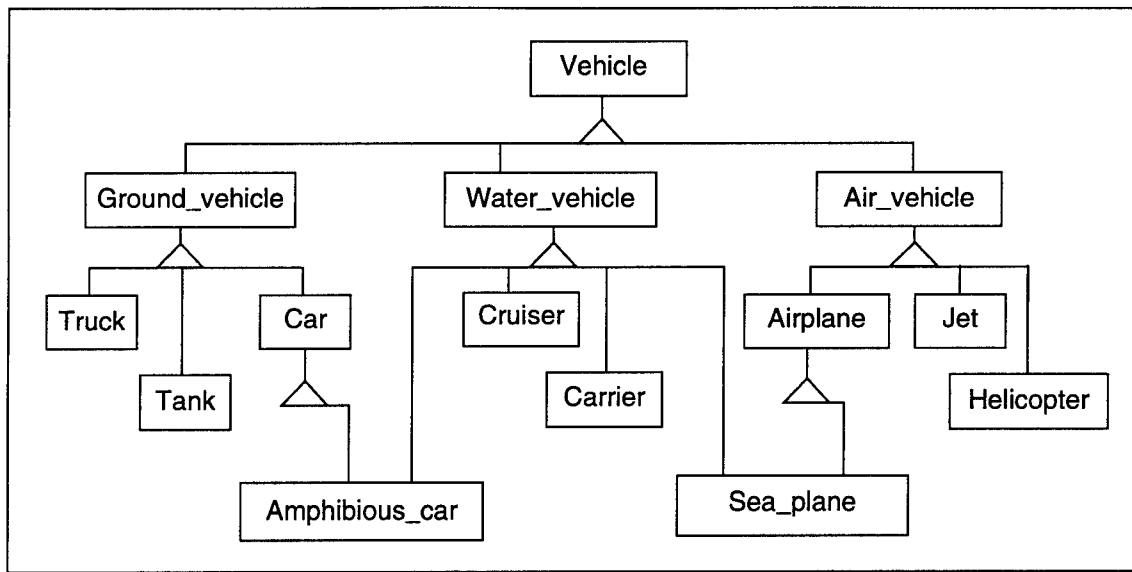 Vehicle
Ground_vehicle
Water_vehicle
Air_vehicle
Truck
Car
Cruiser
Airplane
Jet
Tank
Carrier
Helicopter
Amphibious_car
Sea_plane